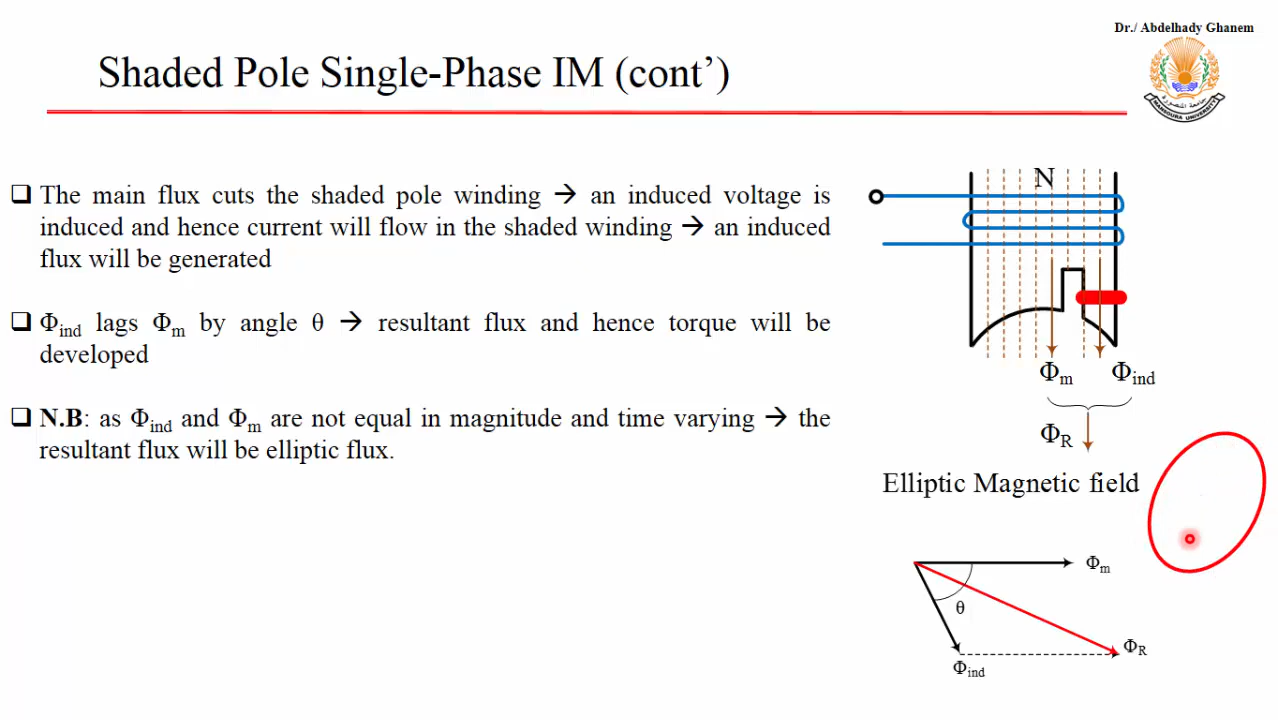 Dr./ Abdelhady Ghanem
Shaded Pole Single-Phase IM (cont’)
MANSOURA UNIVERSITY
❑ The main flux cuts the shaded pole winding → an induced voltage is
induced and hence current will flow in the shaded winding → an induced
flux will be generated
❑ Φind lags Φm by angle θ → resultant flux and hence torque will be
developed
❑ N.B: as Φind and Φm are not equal in magnitude and time varying → the
resultant flux will be elliptic flux.
N
Φm Φind
ΦR
Elliptic Magnetic field
Φm
θ
ΦR
Φind